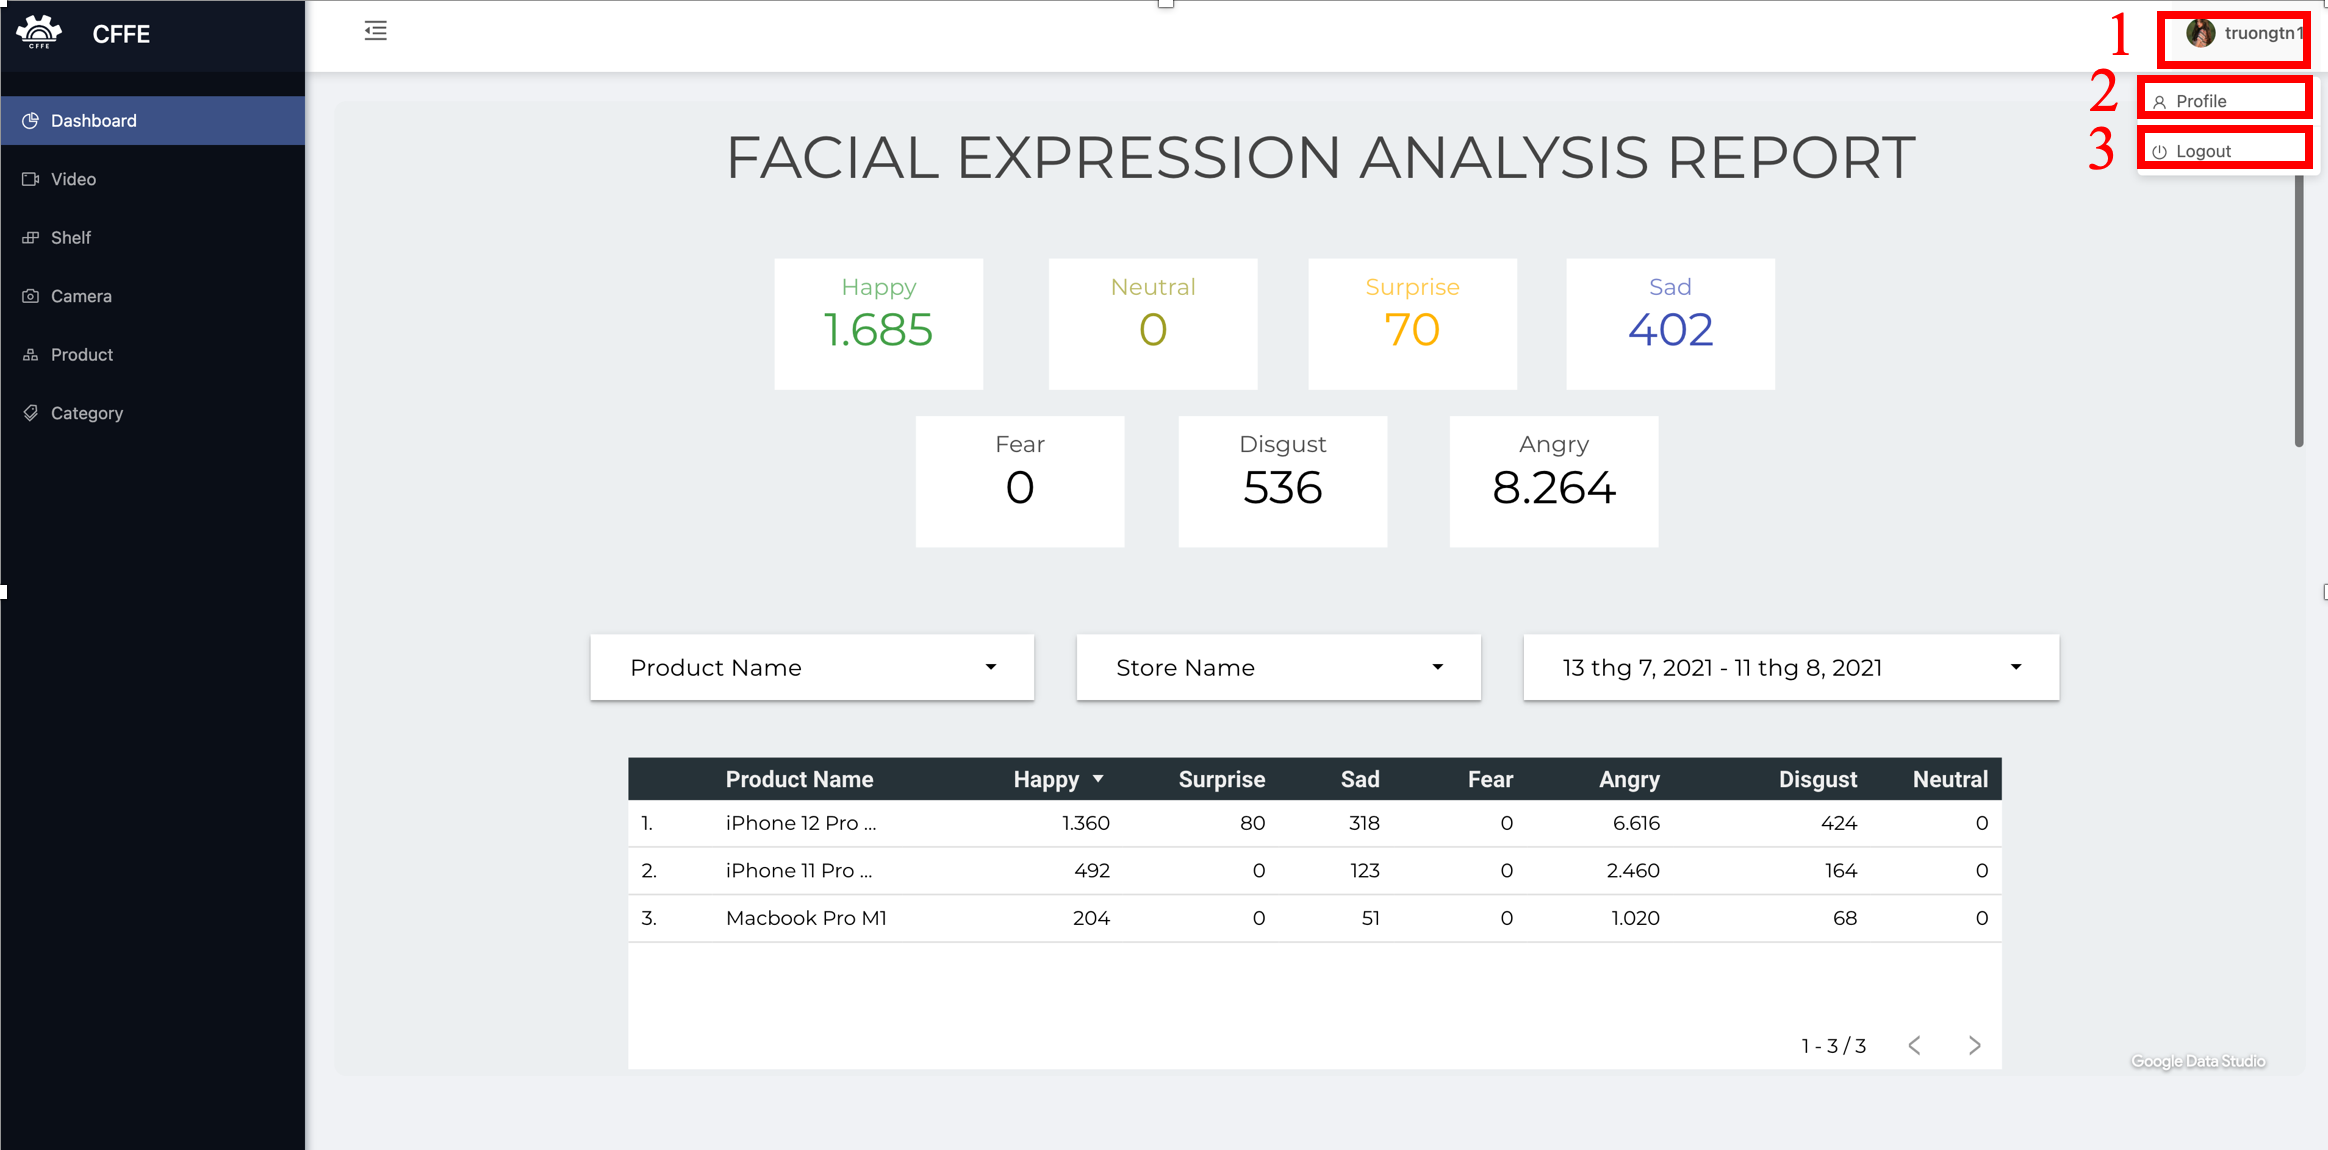 CFFE
CFFE
1
truongtn1
Dashboard
2
Profile
3
Logout
Video
Shelf
Camera
Product
Category
FACIAL EXPRESSION ANALYSIS REPORT
Happy Neutral Surprise Sad
1.685 0 70 402
Fear Disgust Angry
0 536 8.264
Product Name Store Name 13 thg 7, 2021 - 11 thg 8, 2021
Product Name Happy Surprise Sad Fear Angry Disgust Neutral
1. iPhone 12 Pro ... 1.360 80 318 0 6.616 424 0
2. iPhone 11 Pro ... 492 0 123 0 2.460 164 0
3. Macbook Pro M1 204 0 51 0 1.020 68 0
1 - 3 / 3
Google Data Studio